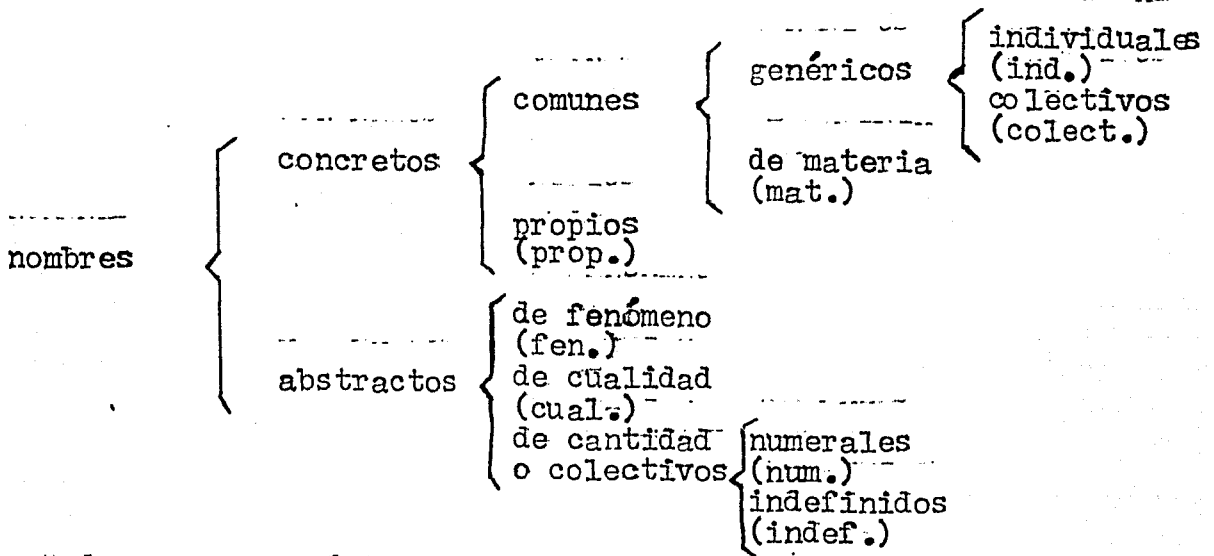 nombres
concretos
abstractos
comunes
propios
(prop.)
de fenómeno
(fen.)
de cualidad
(cual.)
de cantidad
o colectivos
genéricos
de materia
(mat.)
individuales
(ind.)
colectivos
(colect.)
numerales
(num.)
indefinidos
(indef.)